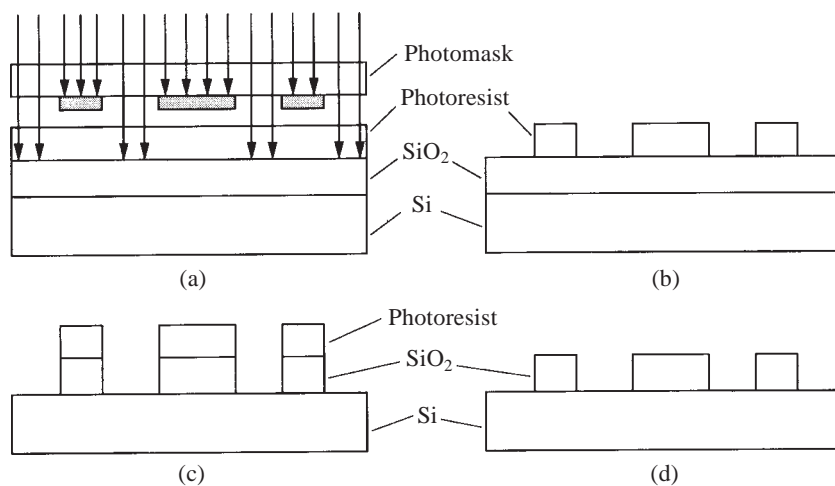 Photomask
Photoresist
SiO₂
Si
(a)
(b)
Photoresist
SiO₂
Si
(c)
(d)